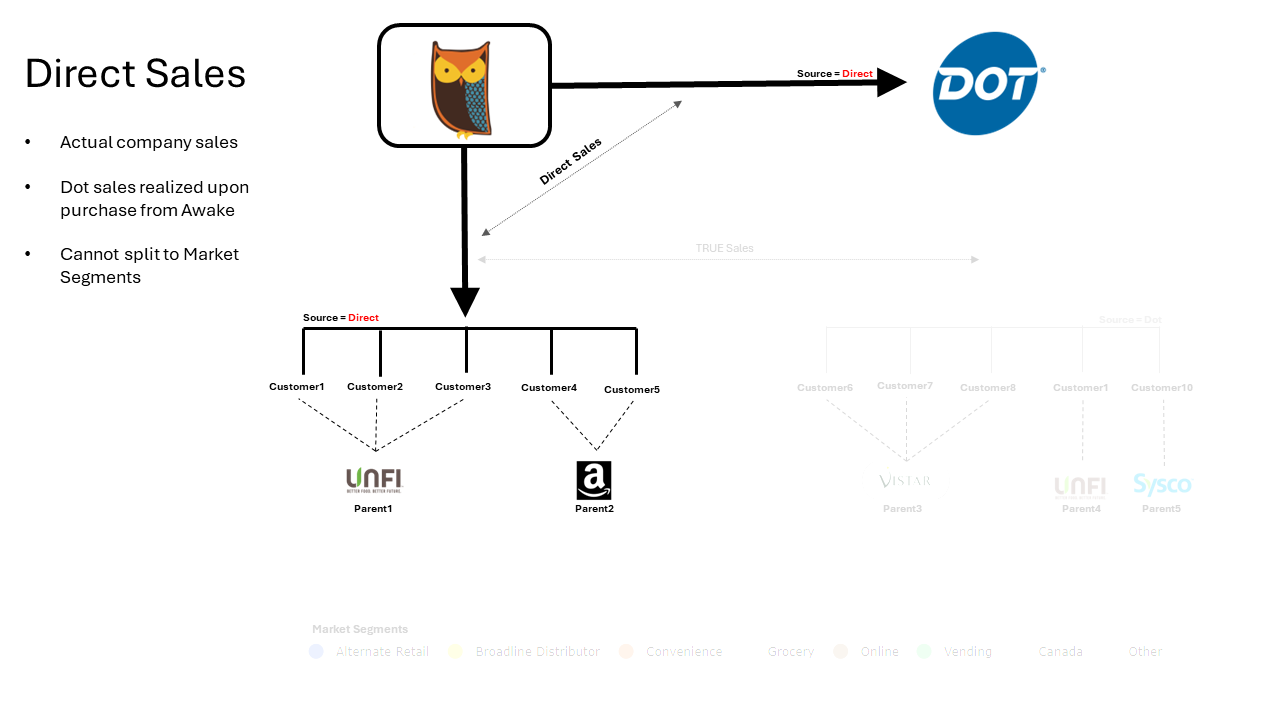 Direct Sales
• Actual company sales
• Dot sales realized upon
purchase from Awake
• Cannot split to Market
Segments
Source = Direct
DOT®
Direct Sales
TRUE Sales
Source = Direct
Source = Dot
Customer1 Customer2 Customer3 Customer4 Customer5
Customer6 Customer7 Customer8 Customer1 Customer10
UNFI
BETTER FOOD. BETTER FUTURE.
a
VISTAR
UNFI
Sysco
Parent1 Parent2 Parent3 Parent4 Parent5
Market Segments
Alternate Retail Broadline Distributor Convenience Grocery Online Vending Canada Other